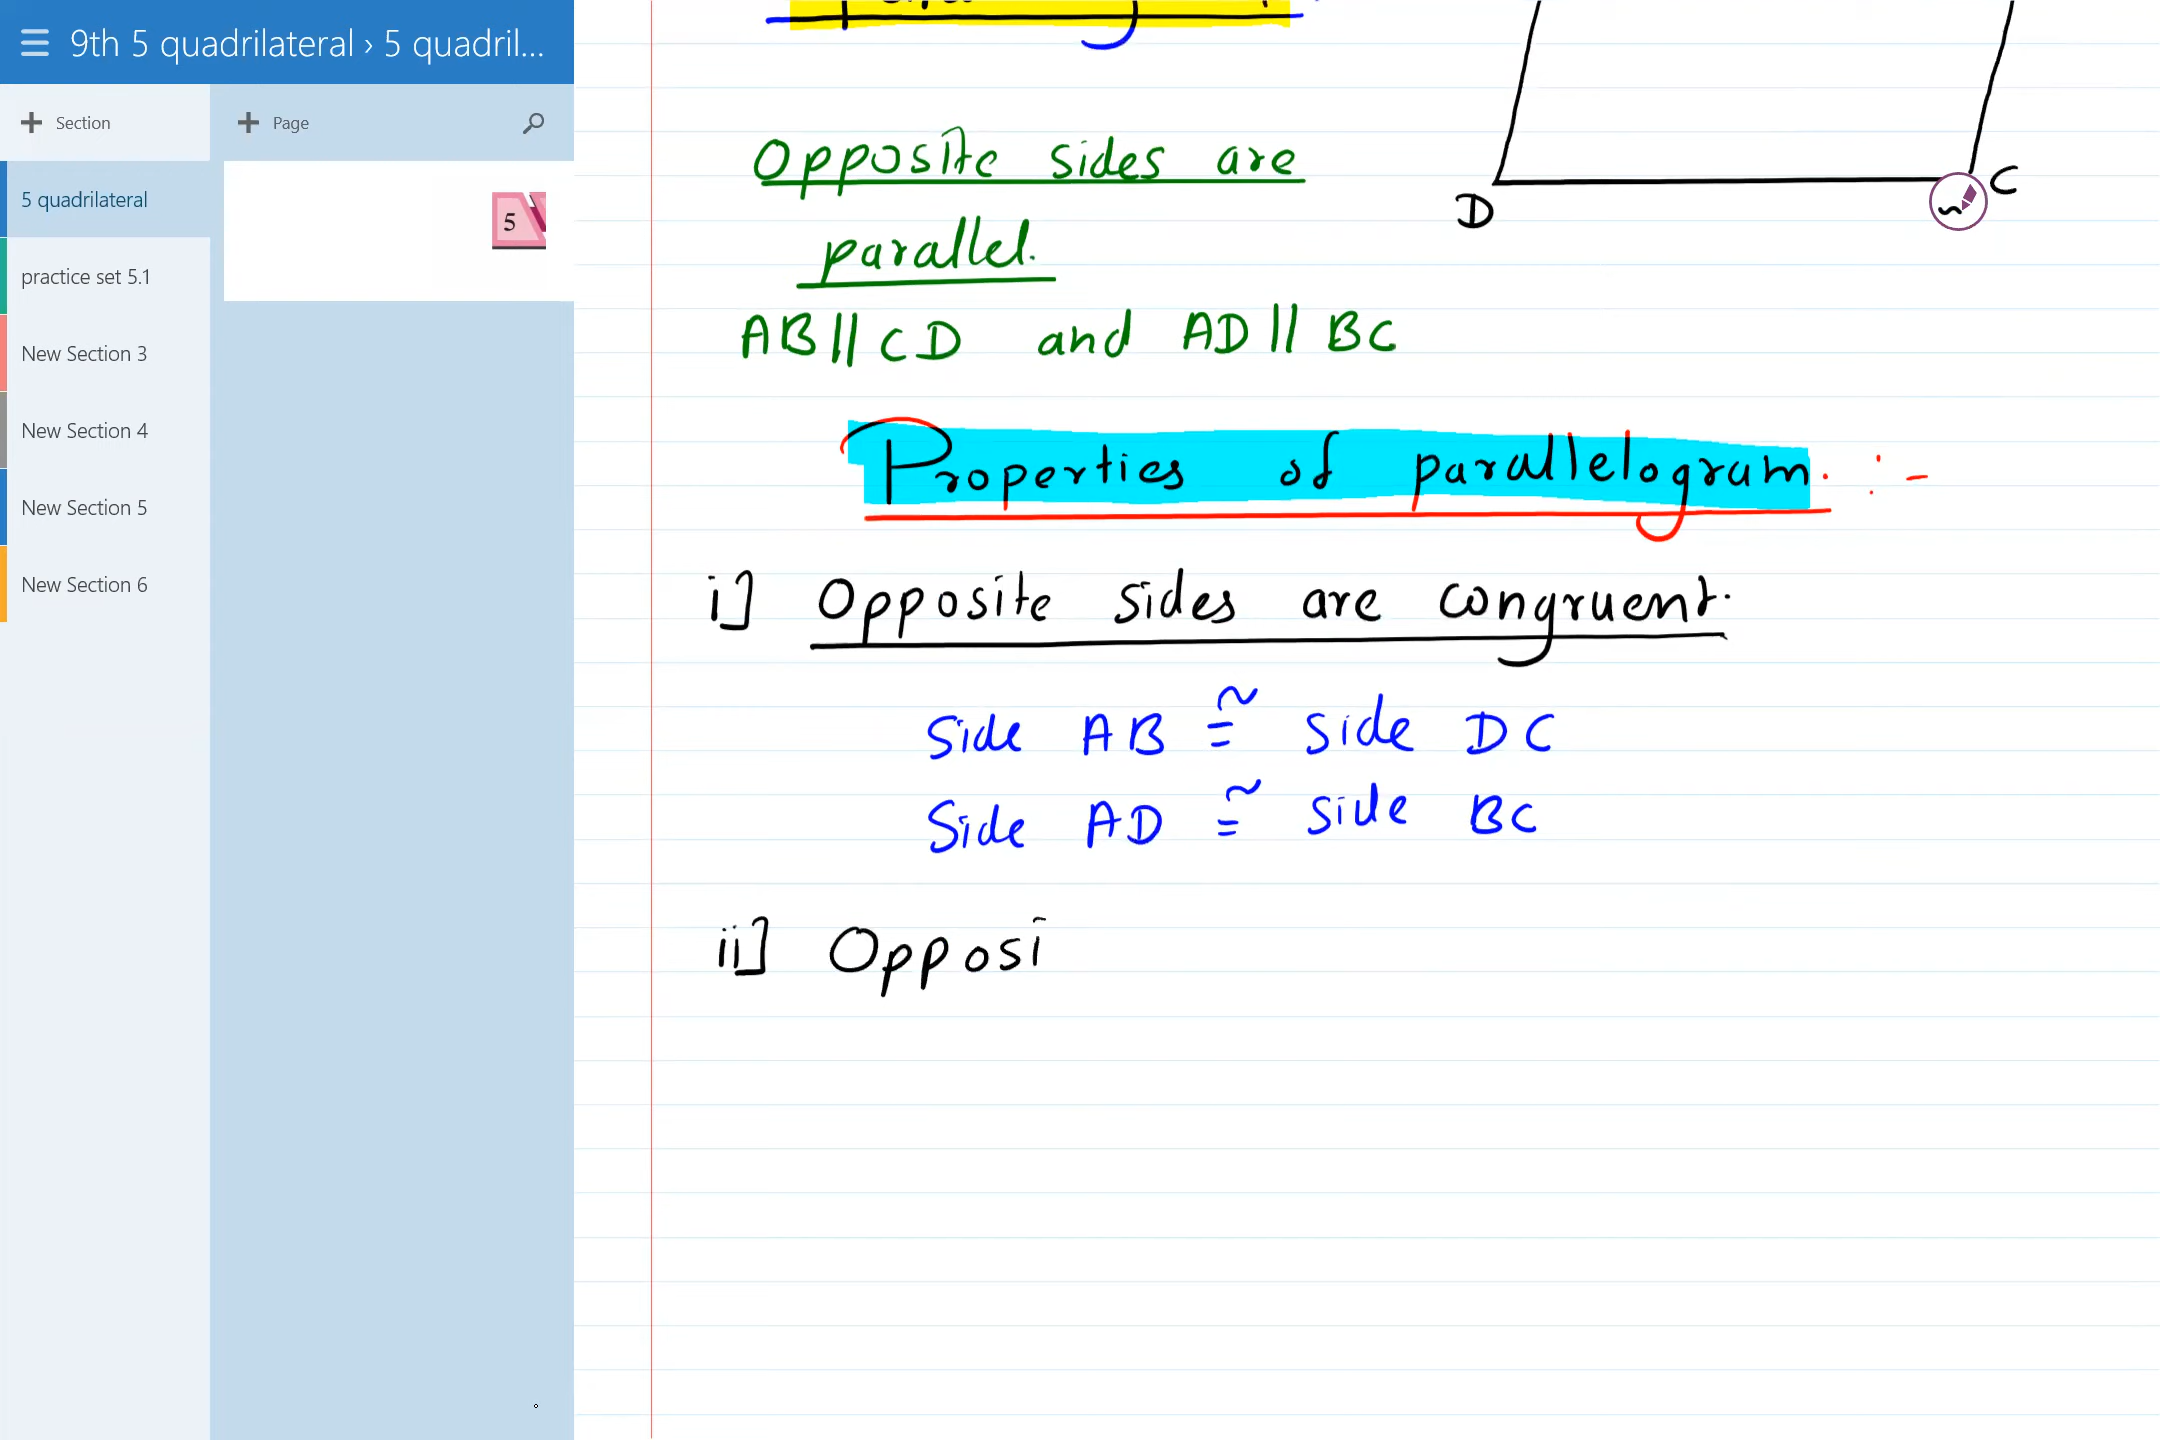 9th 5 quadrilateral › 5 quadril...
+ Section
+ Page
5 quadrilateral
5
practice set 5.1
New Section 3
New Section 4
New Section 5
New Section 6
D
C
Opposite sides are
parallel.
AB || CD and AD || BC
Properties of parallelogram. :-
i] Opposite sides are congruent.
Side AB ≅ side DC
Side AD ≅ side BC
ii] Opposi